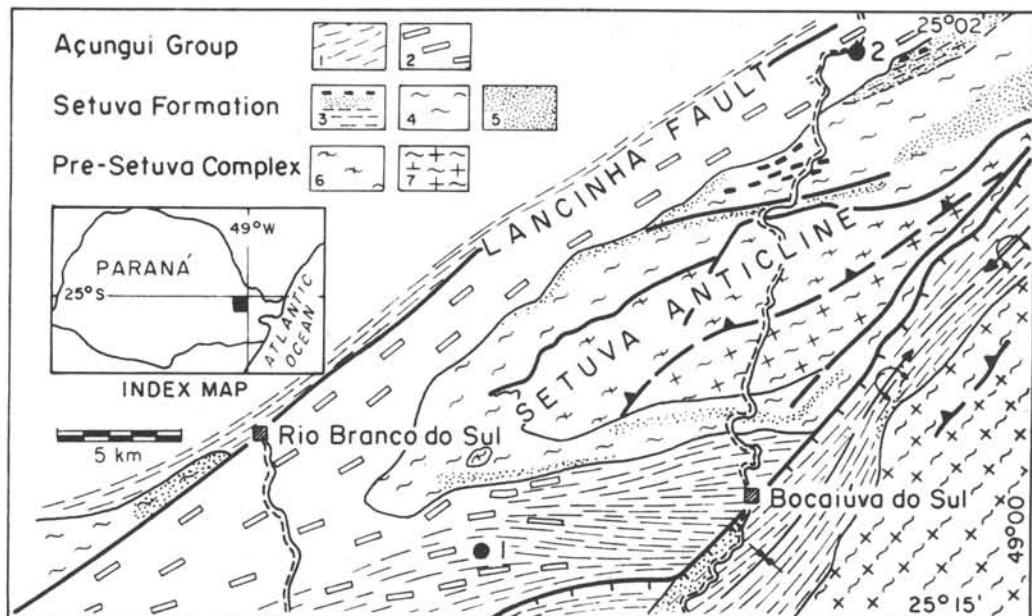 Açungui Group
1
2
Setuva Formation
3
4
5
Pre-Setuva Complex
6
7
49°W
PARANÁ
25°S
ATLANTIC
OCEAN
INDEX MAP
5 km
LANCINHA FAULT
SETUVA ANTICLINE
Rio Branco do Sul
Bocaiuva do Sul
1
2
25°02
49°00
25°15'